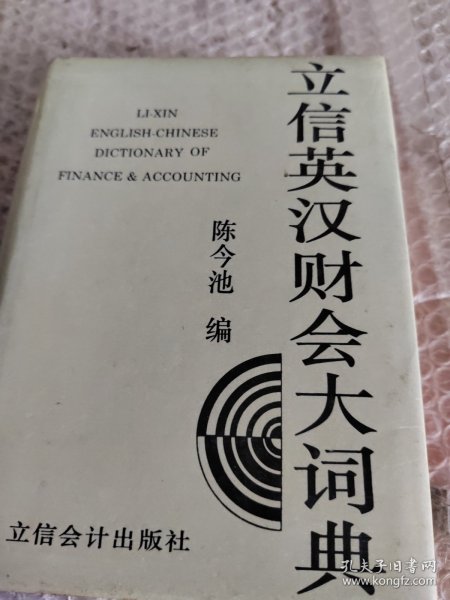 立信英汉财会大词典
LI-XIN
ENGLISH-CHINESE
DICTIONARY OF
FINANCE & ACCOUNTING
陈今池 编
立信会计出版社
孔夫子旧书网
www.kongfz.com